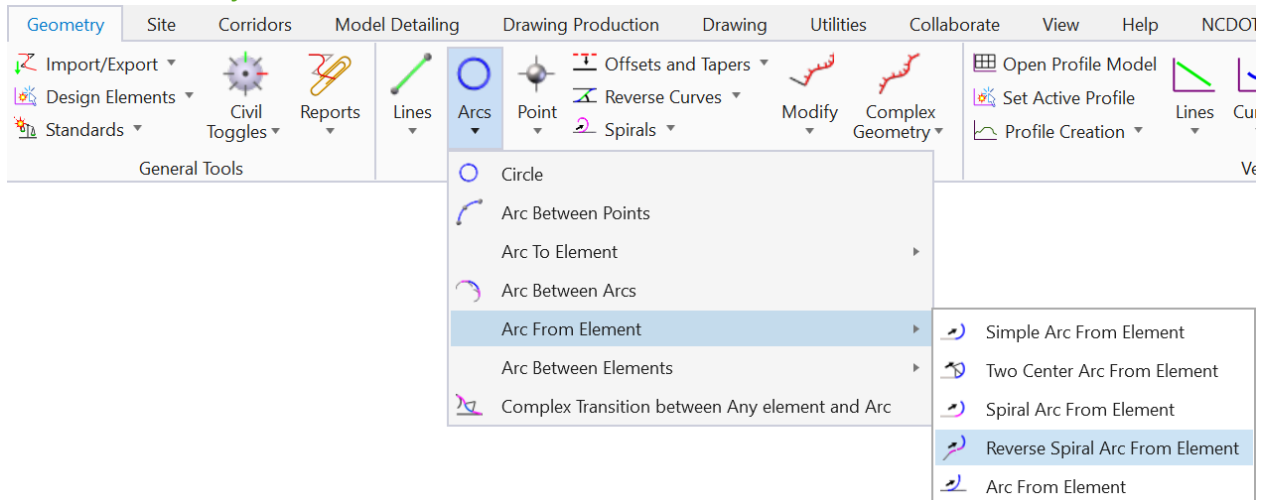 Geometry Site Corridors Model Detailing Drawing Production Drawing Utilities Collaborate View Help NCDOT
Import/Export
Design Elements
Standards
Civil
Toggles
Reports
General Tools
Lines
Arcs
Point
Offsets and Tapers
Reverse Curves
Spirals
Modify
Complex
Geometry
Open Profile Model
Set Active Profile
Profile Creation
Lines
Circle
Arc Between Points
Arc To Element
Arc Between Arcs
Arc From Element
Arc Between Elements
Complex Transition between Any element and Arc
Simple Arc From Element
Two Center Arc From Element
Spiral Arc From Element
Reverse Spiral Arc From Element
Arc From Element